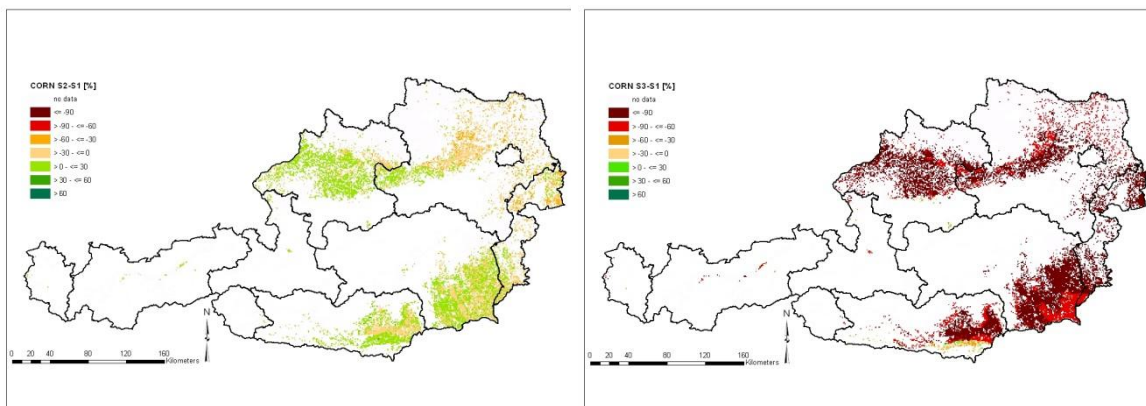 CORN S2-S1 [%]
no data
<= -90
> -90 - <= -60
> -60 - <= -30
> -30 - <= 0
> 0 - <= 30
> 30 - <= 60
> 60
N
0 20 40 80 120 160
Kilometers
CORN S3-S1 [%]
no data
<= -90
> -90 - <= -60
> -60 - <= -30
> -30 - <= 0
> 0 - <= 30
> 30 - <= 60
> 60
N
0 20 40 80 120 160
Kilometers